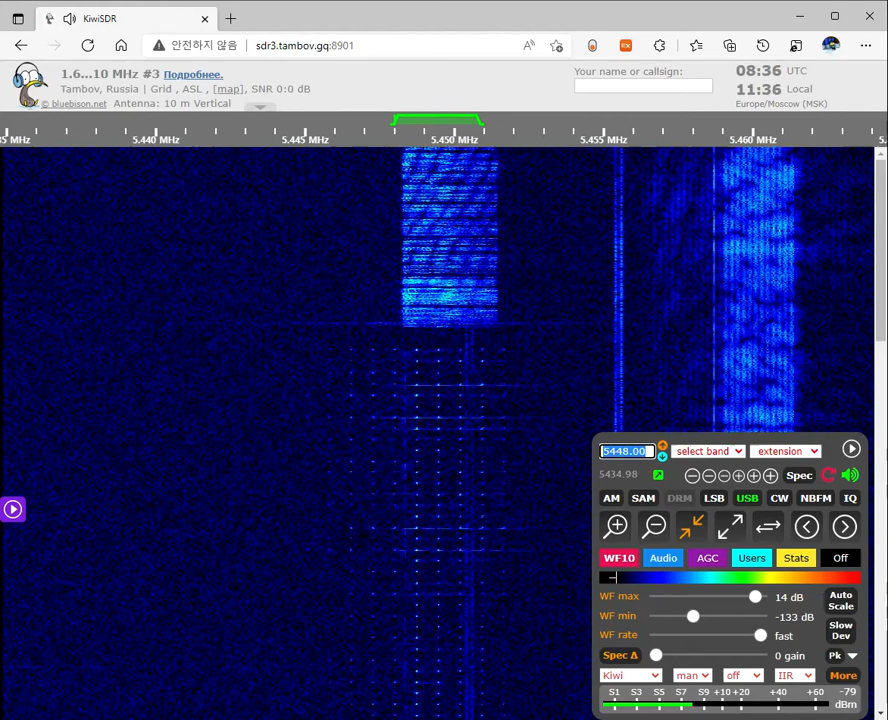 KiwiSDR
안전하지 않음
sdr3.tambov.gq:8901
1.6...10 MHz #3 Подробнее.
Tambov, Russia | Grid , ASL , [map], SNR 0:0 dB
© bluebison.net Antenna: 10 m Vertical
Your name or callsign:
08:36 UTC
11:36 Local
Europe/Moscow (MSK)
35 MHz 5.440 MHz 5.445 MHz 5.450 MHz 5.455 MHz 5.460 MHz 5.
5448.00 select band extension
5434.98 Spec
AM SAM DRM LSB USB CW NBFM IQ
WF10 Audio AGC Users Stats Off
WF max 14 dB Auto Scale
WF min -133 dB
WF rate fast Slow Dev
Spec Δ 0 gain Pk
Kiwi man off IIR More
S1 S3 S5 S7 S9 +10 +20 +40 +60 -79 dBm